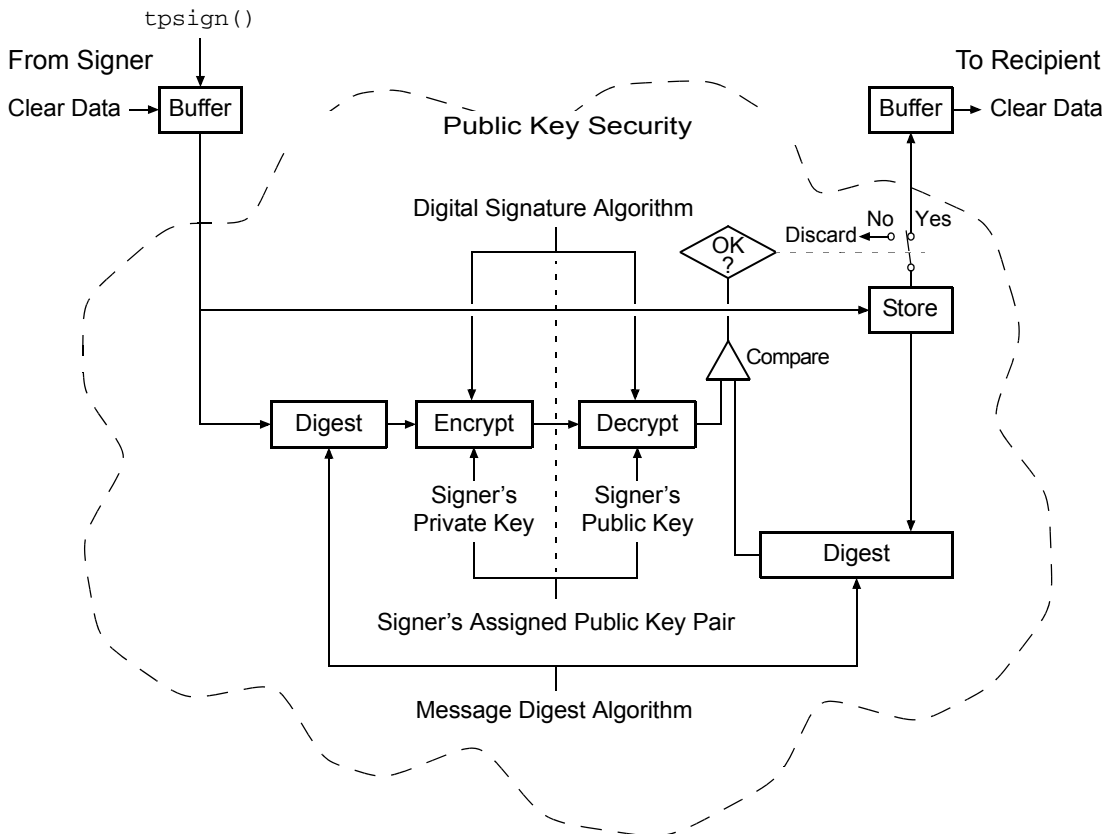 tpsign()
From Signer
To Recipient
Clear Data
Buffer
Buffer
Clear Data
Public Key Security
Digital Signature Algorithm
No
Yes
Discard
OK
?
Store
Compare
Digest
Encrypt
Decrypt
Signer’s
Private Key
Signer’s
Public Key
Digest
Signer’s Assigned Public Key Pair
Message Digest Algorithm